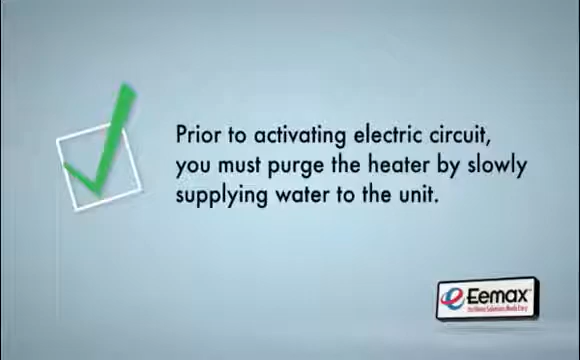 Prior to activating electric circuit,
you must purge the heater by slowly
supplying water to the unit.
Eemax